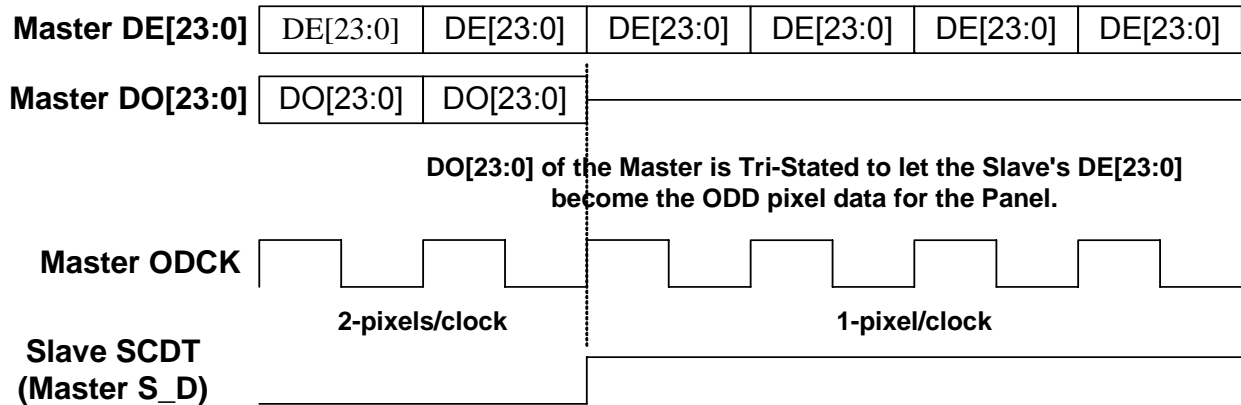 Master DE[23:0] DE[23:0] DE[23:0] DE[23:0] DE[23:0] DE[23:0] DE[23:0]
Master DO[23:0] DO[23:0] DO[23:0]
DO[23:0] of the Master is Tri-Stated to let the Slave's DE[23:0]
become the ODD pixel data for the Panel.
Master ODCK
2-pixels/clock 1-pixel/clock
Slave SCDT
(Master S_D)